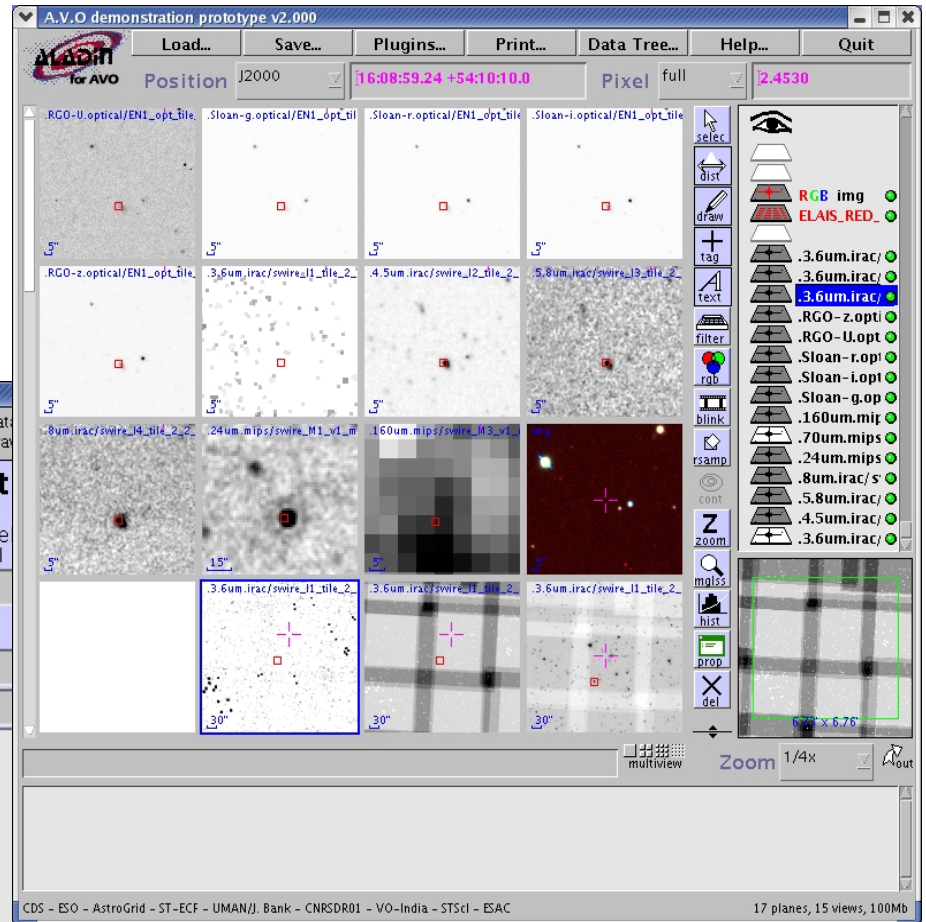 A.V.O demonstration prototype v2.000
ALADIN
for AVO
Load... Save... Plugins... Print... Data Tree... Help... Quit
Position J2000 16:08:59.24 +54:10:10.0 Pixel full 2.4530
.RGO-U.optical/EN1_opt_tile .Sloan-g.optical/EN1_opt_til .Sloan-r.optical/EN1_opt_tile .Sloan-i.optical/EN1_opt_tile
5" 5" 5" 5"
.RGO-z.optical/EN1_opt_tile_ .3.6um.irac/swire_I1_tile_2_ .4.5um.irac/swire_I2_tile_2_ .5.8um.irac/swire_I3_tile_2_
5" 5" 5" 5"
.8um.irac/swire_I4_tile_2_2_ .24um.mips/swire_M1_v1_m .160um.mips/swire_M3_v1_ img
5" 15" 5" 5"
.3.6um.irac/swire_I1_tile_2_ .3.6um.irac/swire_I1_tile_2_ .3.6um.irac/swire_I1_tile_2_
30" 30" 30"
selec
dist
draw
tag
text
filter
rgb
blink
rsamp
cont
zoom
mglss
hist
prop
del
RGB img
ELAIS_RED_
.3.6um.irac/
.3.6um.irac/
.3.6um.irac/
.RGO-z.opti
.RGO-U.opt
.Sloan-r.opt
.Sloan-i.opt
.Sloan-g.op
.160um.mip
.70um.mips
.24um.mips
.8um.irac/s
.5.8um.irac/
.4.5um.irac/
.3.6um.irac/
x 6.76'
multiview Zoom 1/4x out
CDS - ESO - AstroGrid - ST-ECF - UMAN/J. Bank - CNRSDR01 - VO-India - STScI - ESAC 17 planes, 15 views, 100Mb